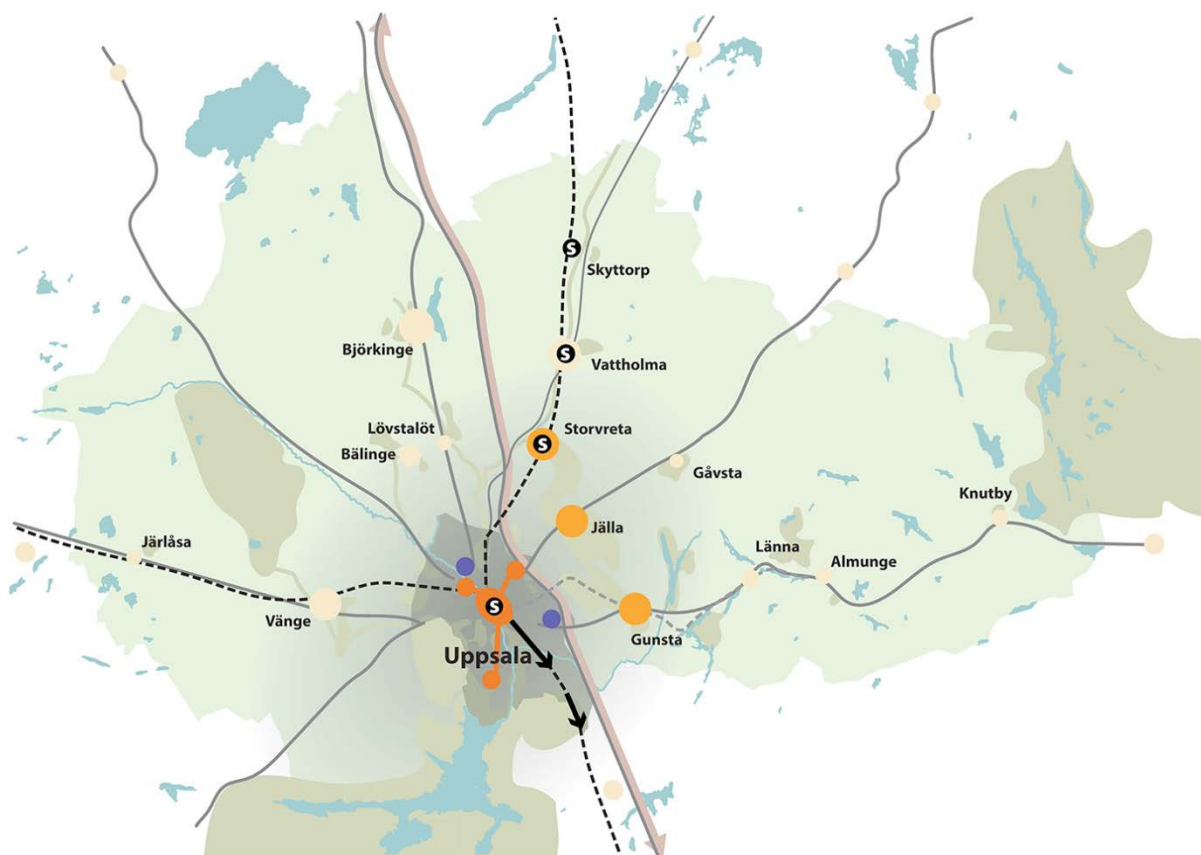 S
Skyttorp
Björkinge
S
Vattholma
Lövstalöt
S
Storvreta
Bälinge
Gåvsta
Knutby
Jälla
Järlåsa
Länna
Almunge
S
Vänge
Gunsta
Uppsala